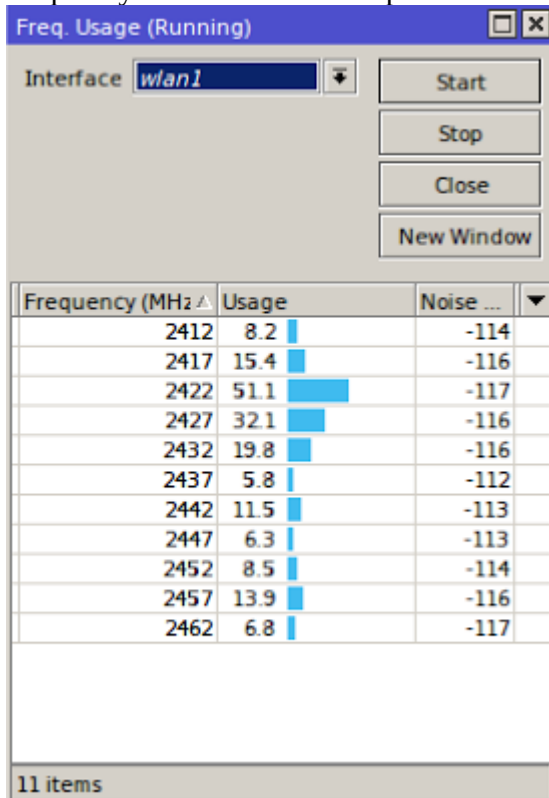 Freq. Usage (Running)
Interface wlan1
Start
Stop
Close
New Window
Frequency (MHz Usage Noise ...
2412 8.2 -114
2417 15.4 -116
2422 51.1 -117
2427 32.1 -116
2432 19.8 -116
2437 5.8 -112
2442 11.5 -113
2447 6.3 -113
2452 8.5 -114
2457 13.9 -116
2462 6.8 -117
11 items